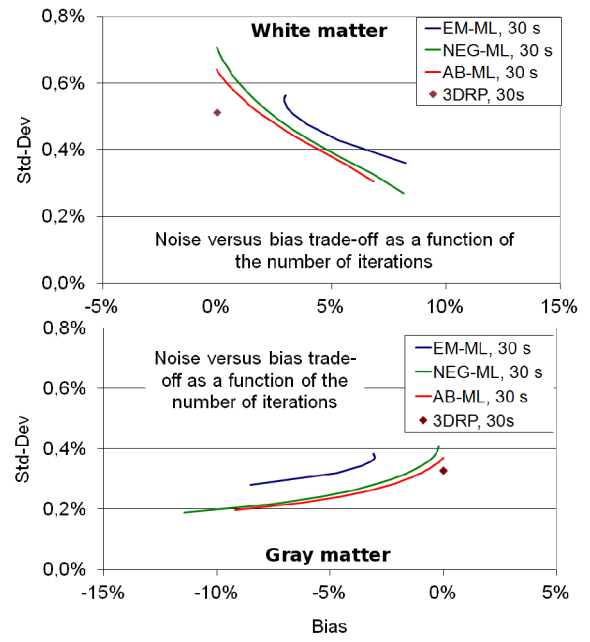 White matter
EM-ML, 30 s
NEG-ML, 30 s
AB-ML, 30 s
3DRP, 30s
Std-Dev
0,8%
0,6%
0,4%
0,2%
0,0%
Noise versus bias trade-off as a function of
the number of iterations
-5%
0%
5%
10%
15%
0,8%
0,6%
0,4%
0,2%
0,0%
Std-Dev
Noise versus bias trade-
off as a function of the
number of iterations
EM-ML, 30 s
NEG-ML, 30 s
AB-ML, 30 s
3DRP, 30s
Gray matter
-15%
-10%
-5%
0%
5%
Bias